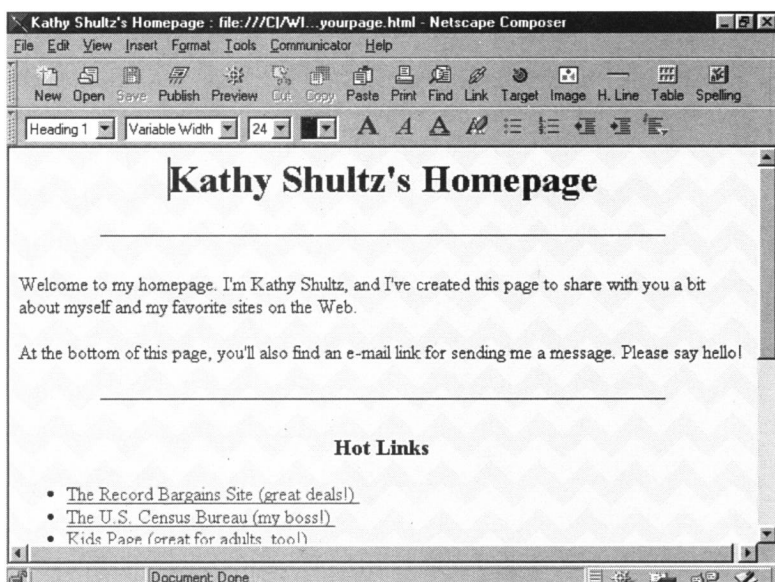 Kathy Shultz's Homepage : file:///C|/WI...yourpage.html - Netscape Composer
File Edit View Insert Format Tools Communicator Help
New Open Save Publish Preview Cut Copy Paste Print Find Link Target Image H. Line Table Spelling
Heading 1 Variable Width 24 A A A
Kathy Shultz's Homepage
Welcome to my homepage. I'm Kathy Shultz, and I've created this page to share with you a bit
about myself and my favorite sites on the Web.
At the bottom of this page, you'll also find an e-mail link for sending me a message. Please say hello!
Hot Links
• The Record Bargains Site (great deals!)
• The U.S. Census Bureau (my boss!)
• Kids Page (great for adults, too!)
Document: Done